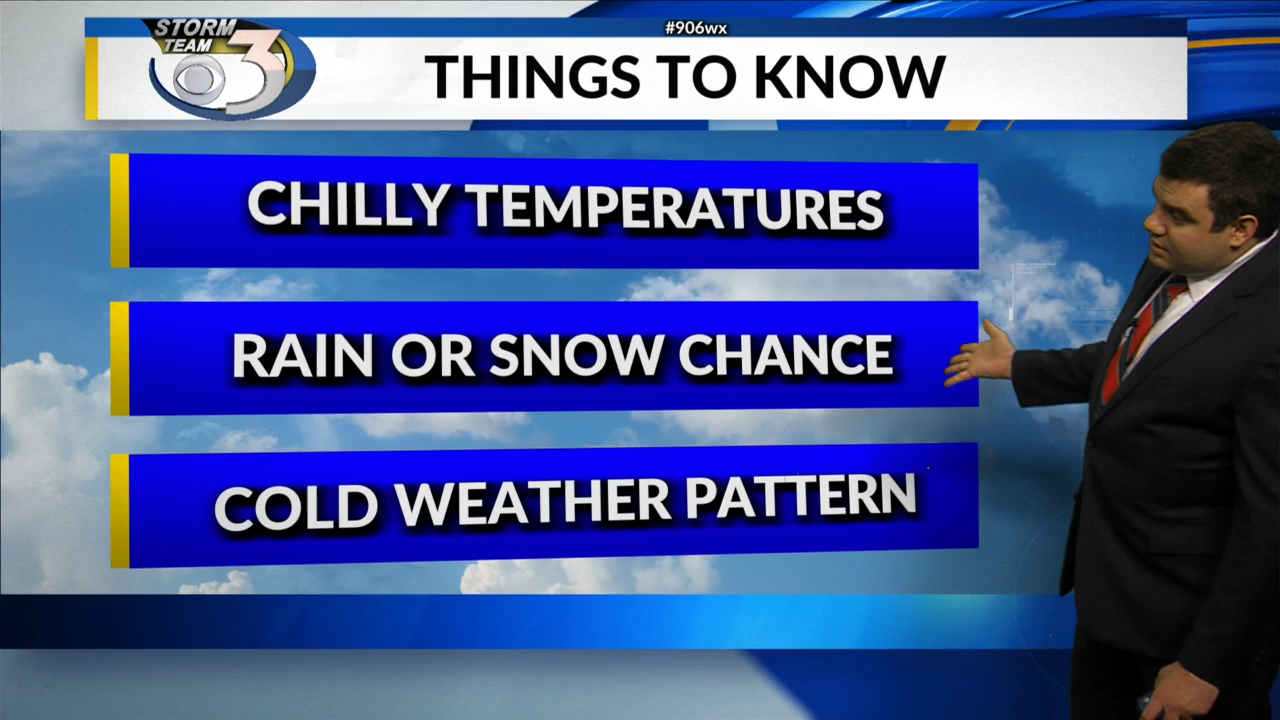 #906wx
STORM
TEAM
3
THINGS TO KNOW
CHILLY TEMPERATURES
RAIN OR SNOW CHANCE
COLD WEATHER PATTERN